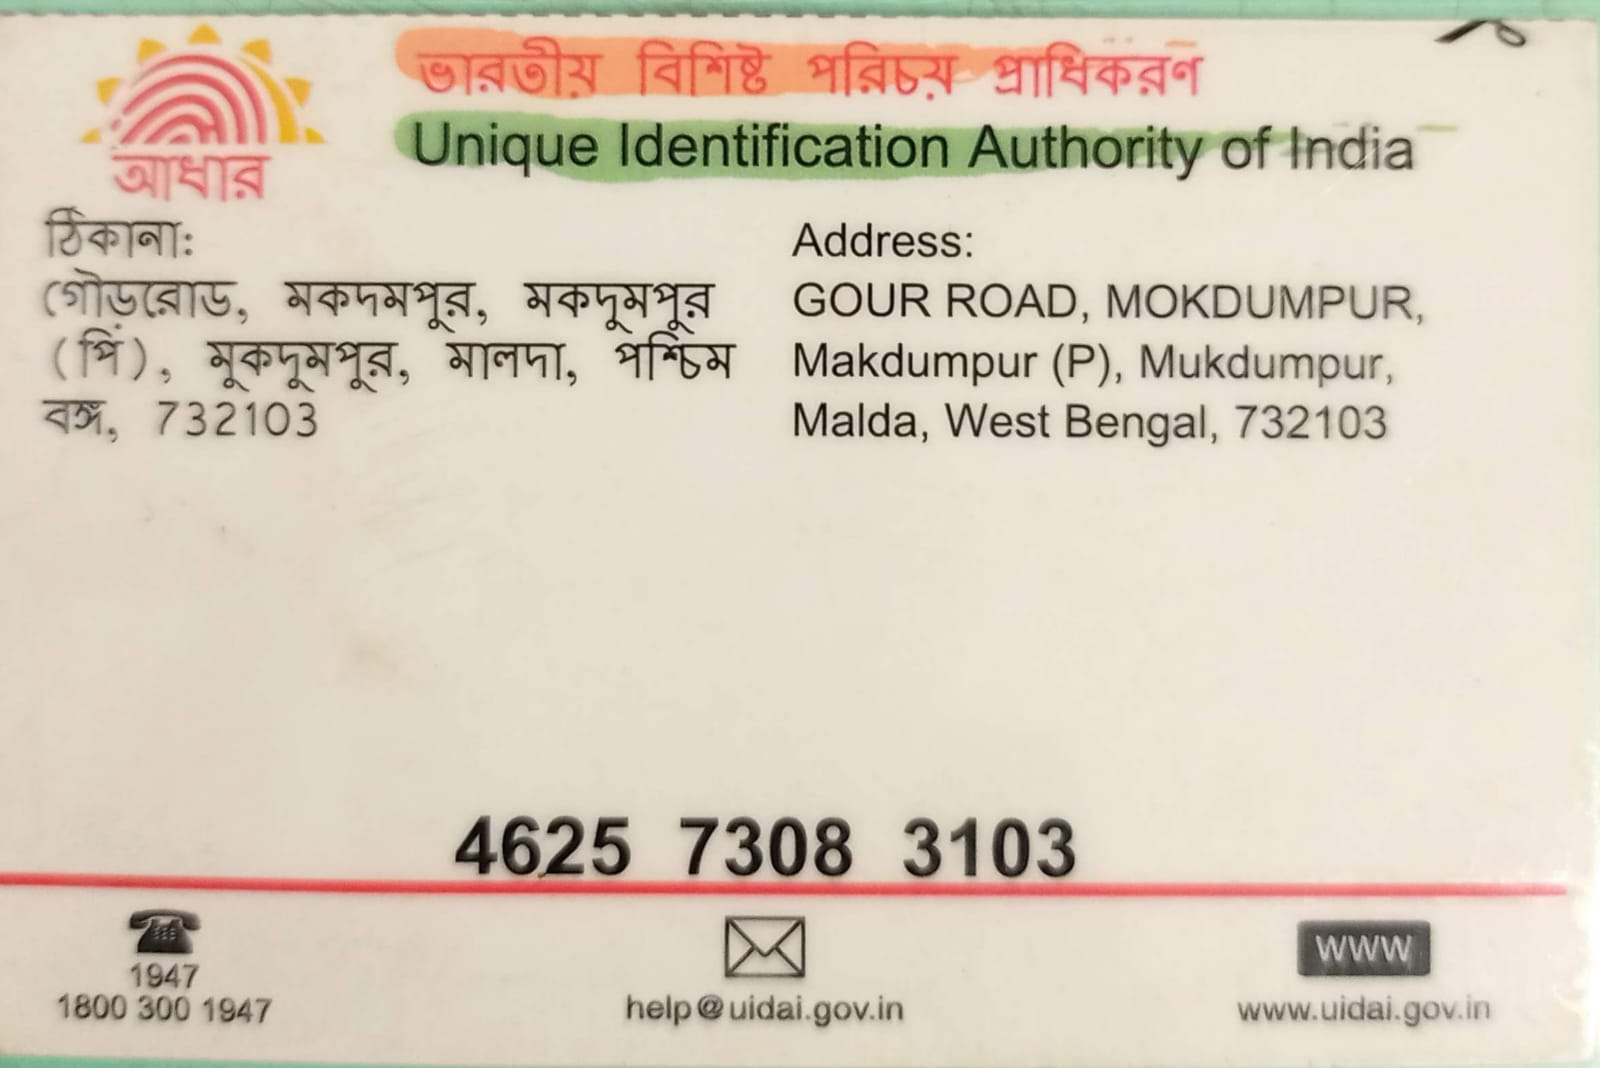 ভারতীয় বিশিষ্ট পরিচয় প্রাধিকরণ
Unique Identification Authority of India
আধার
ঠিকানা:
গৌড়রোড, মকদমপুর, মকদূমপুর
(পি), মূকদূমপূর, মালদা, পশ্চিম
বঙ্গ, 732103
Address:
GOUR ROAD, MOKDUMPUR,
Makdumpur (P), Mukdumpur,
Malda, West Bengal, 732103
4625 7308 3103
1947
1800 300 1947
help@uidai.gov.in
www
www.uidai.gov.in